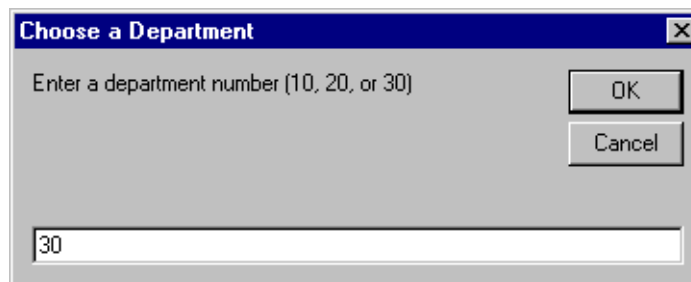 Choose a Department
Enter a department number (10, 20, or 30)
OK
Cancel
30